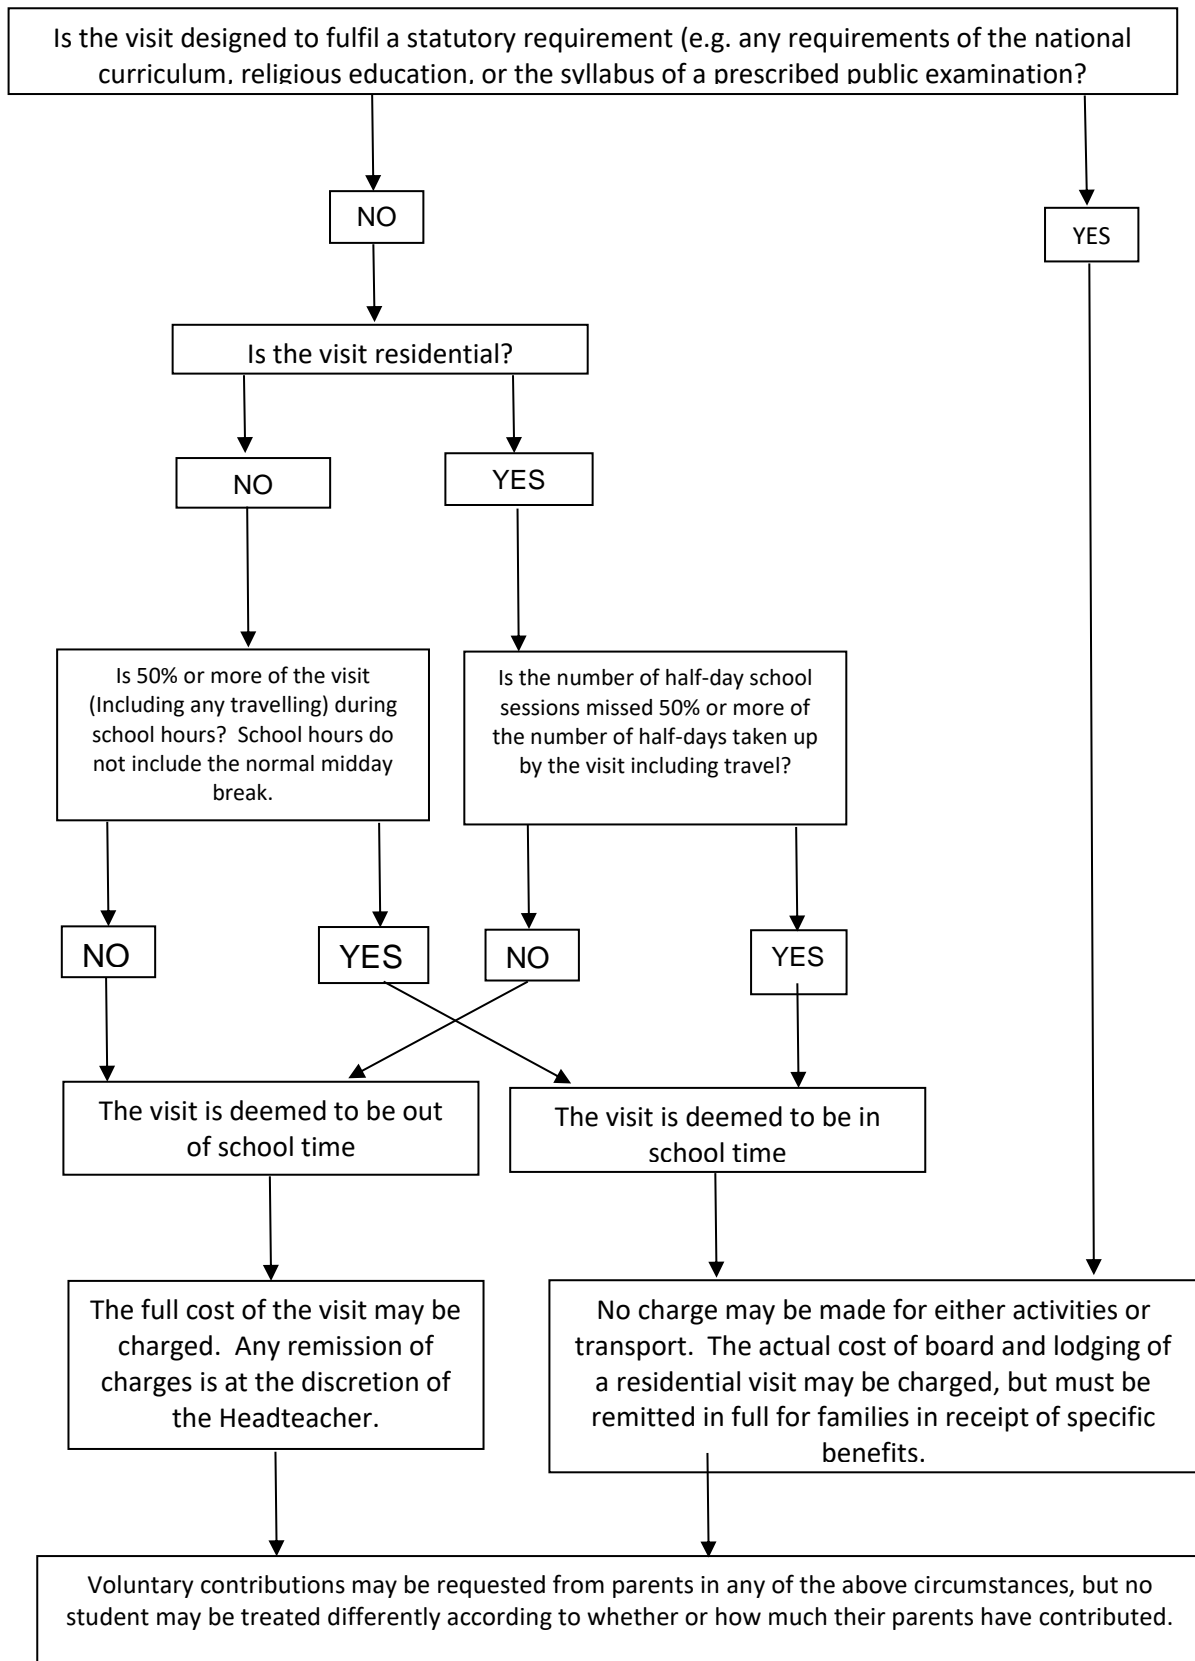 Is the visit designed to fulfil a statutory requirement (e.g. any requirements of the national
curriculum, religious education, or the syllabus of a prescribed public examination?
NO
YES
Is the visit residential?
NO
YES
Is 50% or more of the visit
(Including any travelling) during
school hours? School hours do
not include the normal midday
break.
Is the number of half-day school
sessions missed 50% or more of
the number of half-days taken up
by the visit including travel?
NO
YES
NO
YES
The visit is deemed to be out
of school time
The visit is deemed to be in
school time
The full cost of the visit may be
charged. Any remission of
charges is at the discretion of
the Headteacher.
No charge may be made for either activities or
transport. The actual cost of board and lodging of
a residential visit may be charged, but must be
remitted in full for families in receipt of specific
benefits.
Voluntary contributions may be requested from parents in any of the above circumstances, but no
student may be treated differently according to whether or how much their parents have contributed.